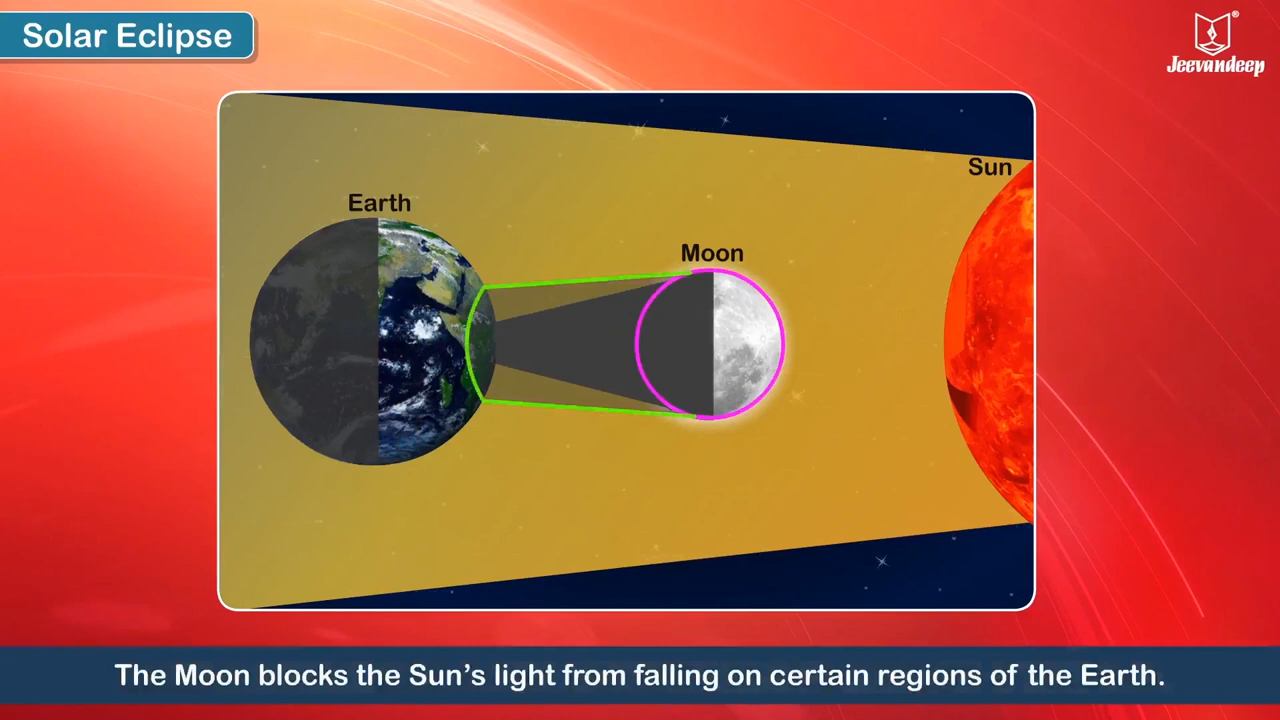 Solar Eclipse
Jeevandeep®
Sun
Earth
Moon
The Moon blocks the Sun’s light from falling on certain regions of the Earth.